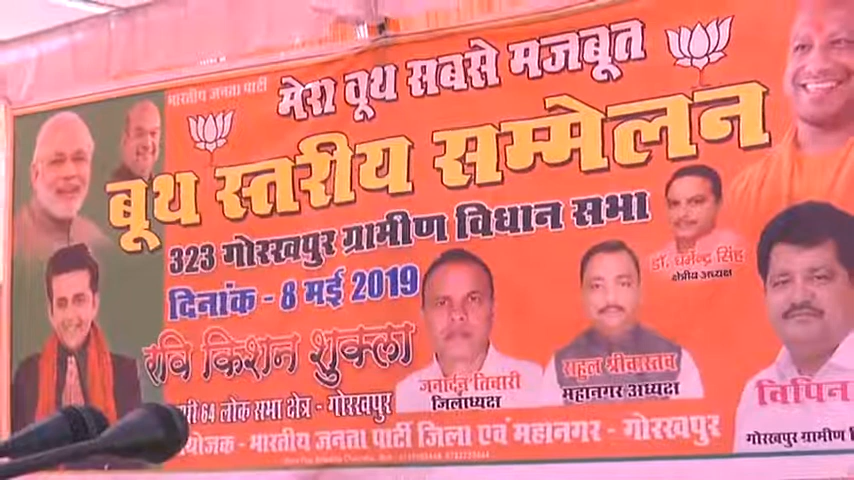 भारतीय जनता पार्टी
मेरा बूथ सबसे मजबूत
बूथ स्तरीय सम्मेलन
323 गोरखपुर ग्रामीण विधान सभा
दिनांक - 8 मई 2019
रवि किशन शुक्ला
64 लोक सभा क्षेत्र - गोरखपुर
डॉ. धर्मेन्द्र सिंह
क्षेत्रीय अध्यक्ष
जनार्दन तिवारी
जिलाध्यक्ष
राहुल श्रीवास्तव
महानगर अध्यक्ष
विपिन
गोरखपुर ग्रामीण
- भारतीय जनता पार्टी जिला एवं महानगर - गोरखपुर